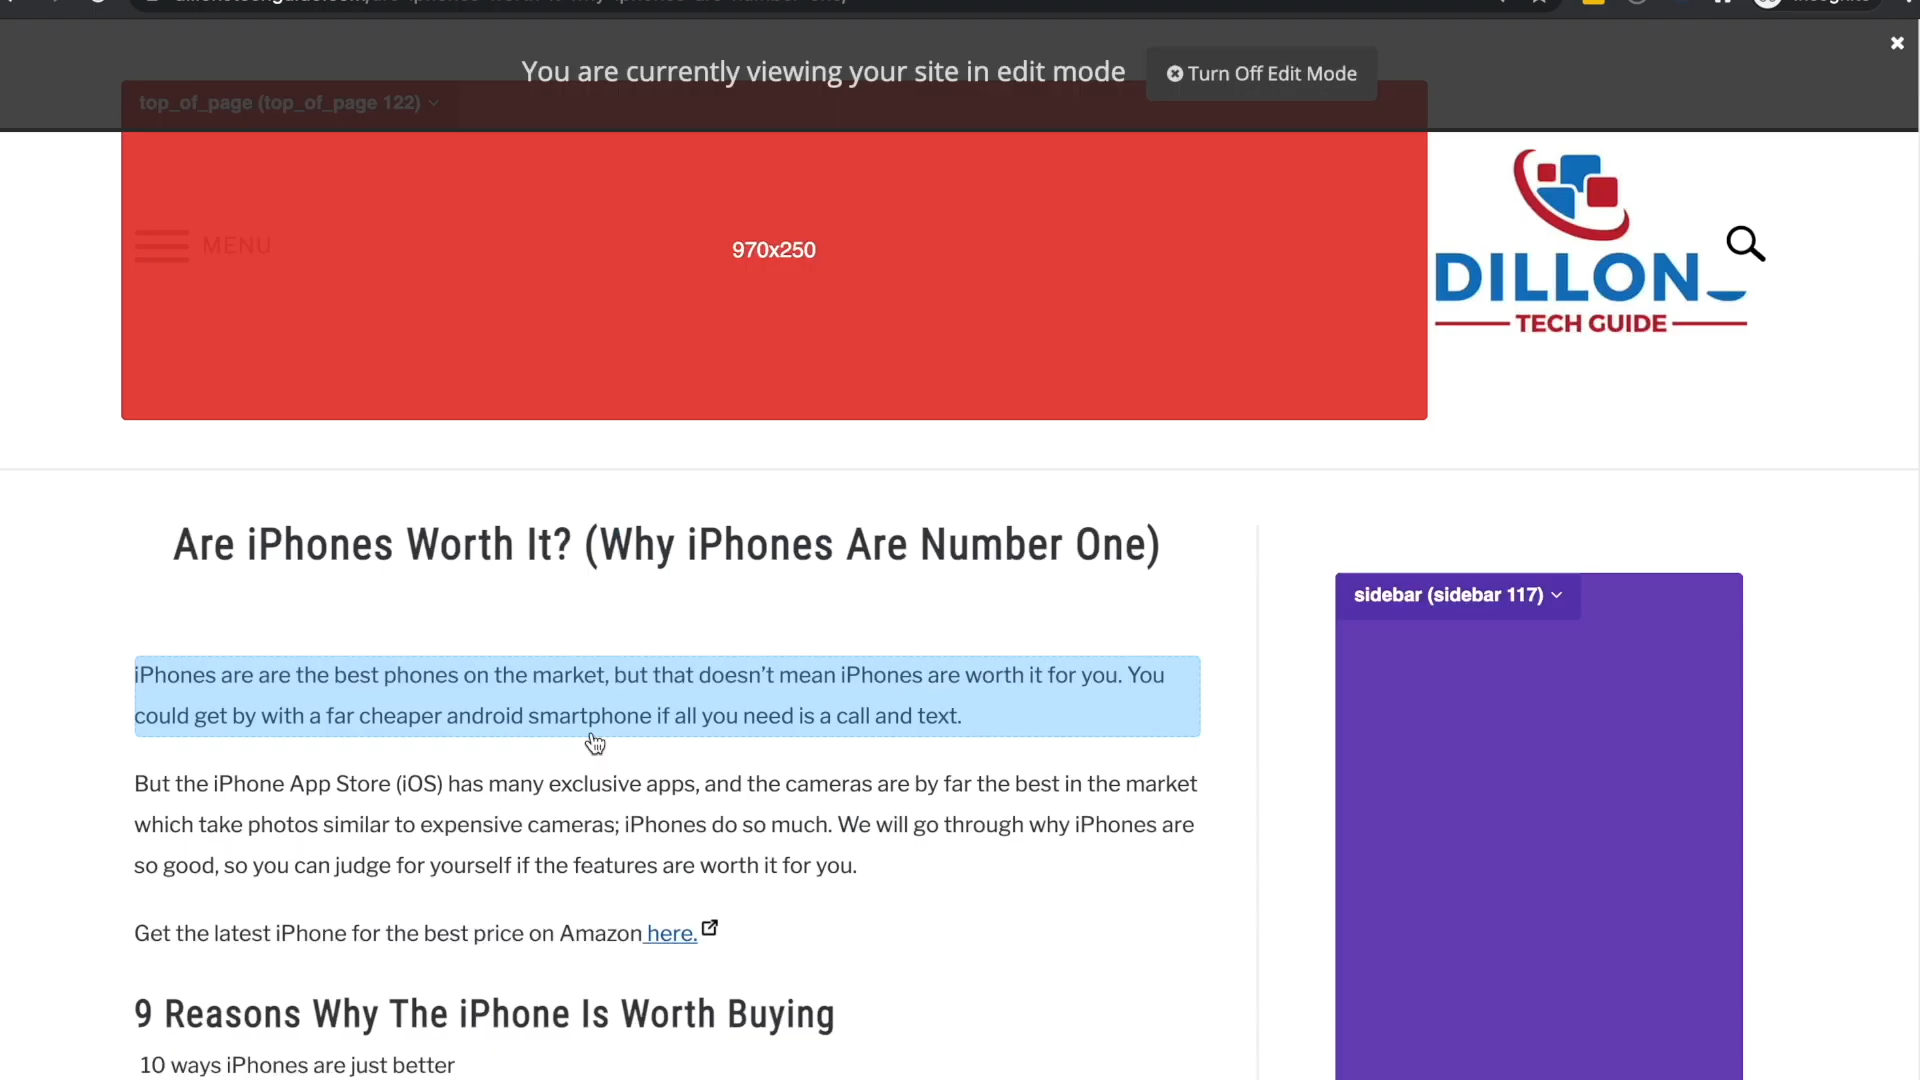 You are currently viewing your site in edit mode
Turn Off Edit Mode
top_of_page (top_of_page 122)
MENU
970x250
DILLON
TECH GUIDE
Are iPhones Worth It? (Why iPhones Are Number One)
sidebar (sidebar 117)
iPhones are are the best phones on the market, but that doesn’t mean iPhones are worth it for you. You
could get by with a far cheaper android smartphone if all you need is a call and text.
But the iPhone App Store (iOS) has many exclusive apps, and the cameras are by far the best in the market
which take photos similar to expensive cameras; iPhones do so much. We will go through why iPhones are
so good, so you can judge for yourself if the features are worth it for you.
Get the latest iPhone for the best price on Amazon here.
9 Reasons Why The iPhone Is Worth Buying
10 ways iPhones are just better